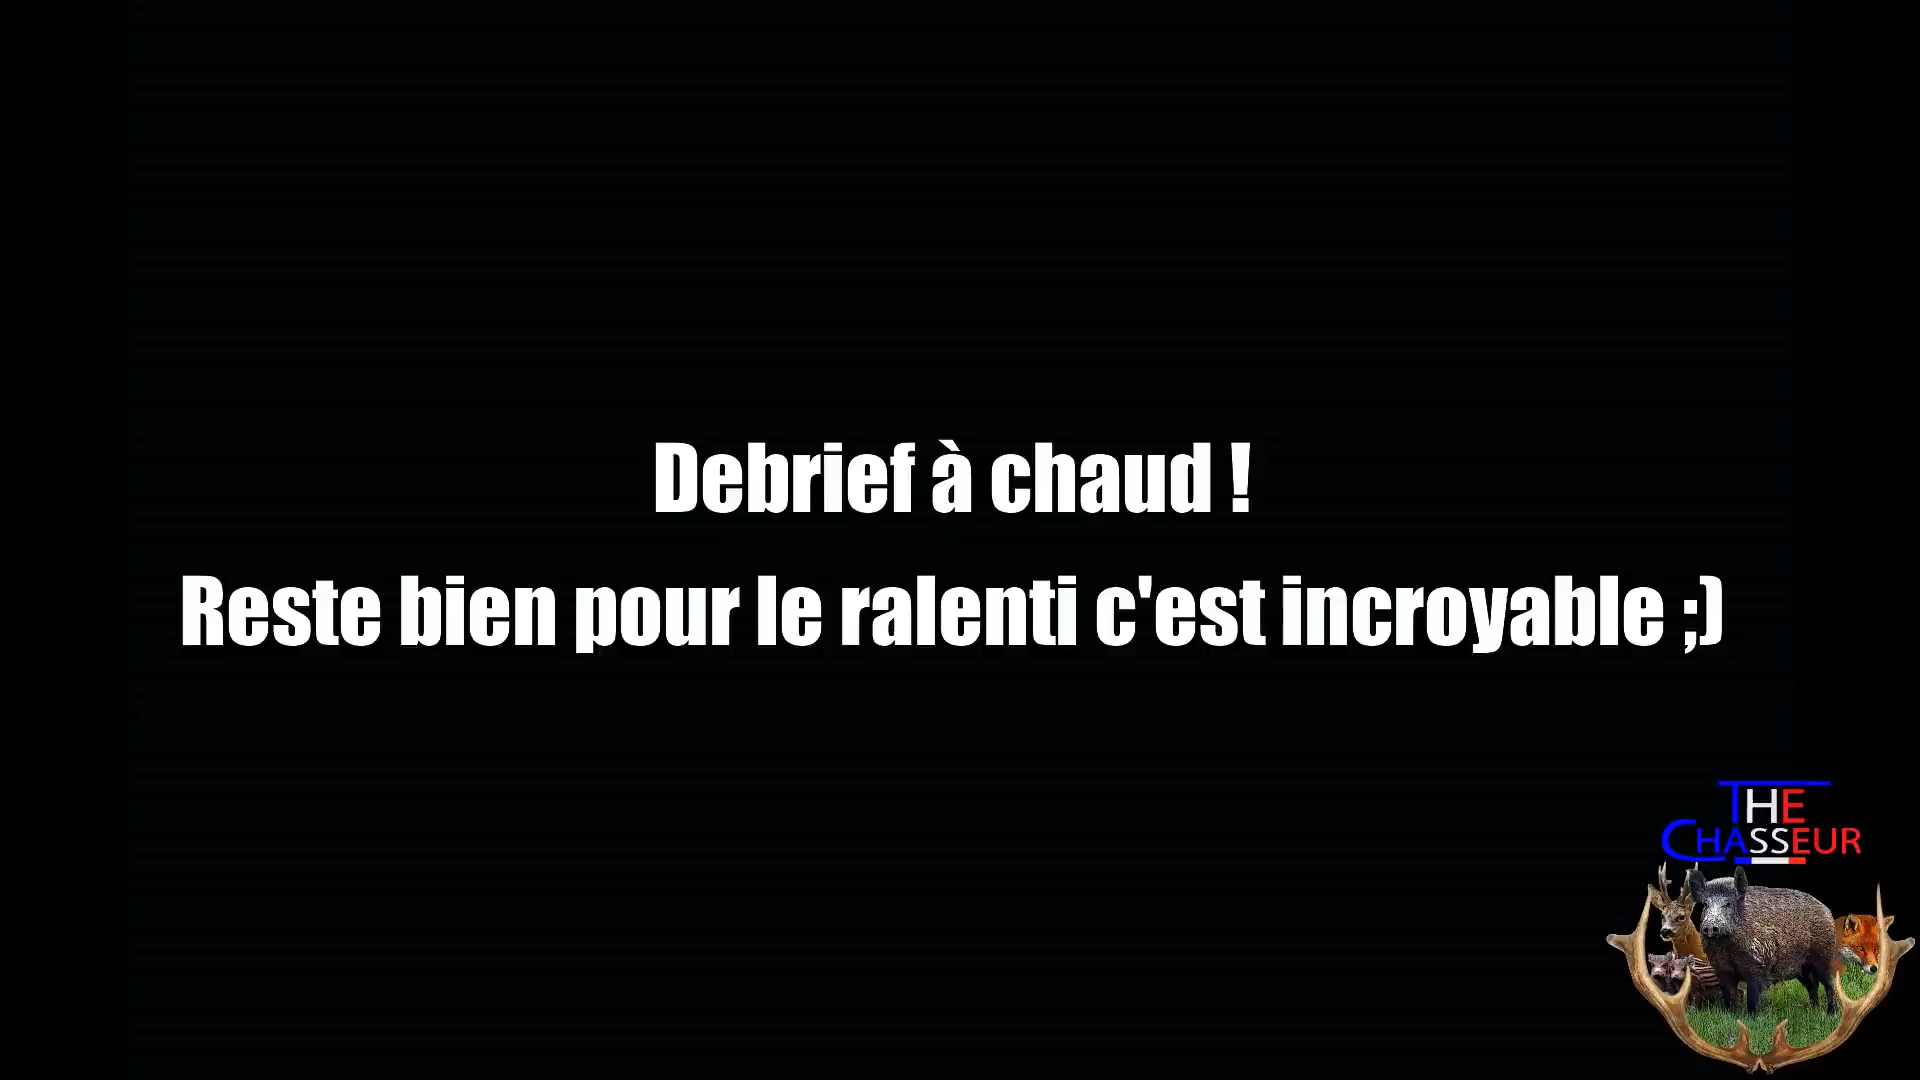 Debrief à chaud !
Reste bien pour le ralenti c'est incroyable ;)
THE
CHASSEUR